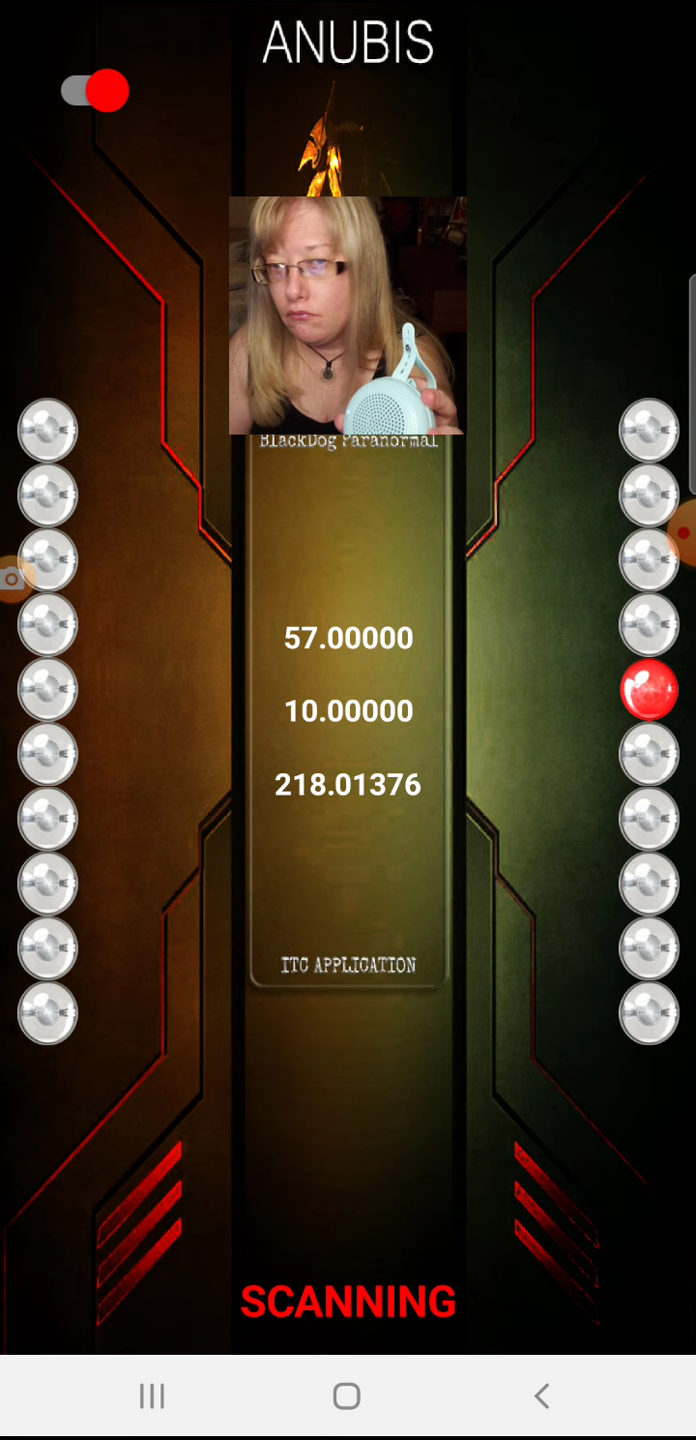 ANUBIS
BlackDog Paranormal
57.00000
10.00000
218.01376
ITC APPLICATION
SCANNING